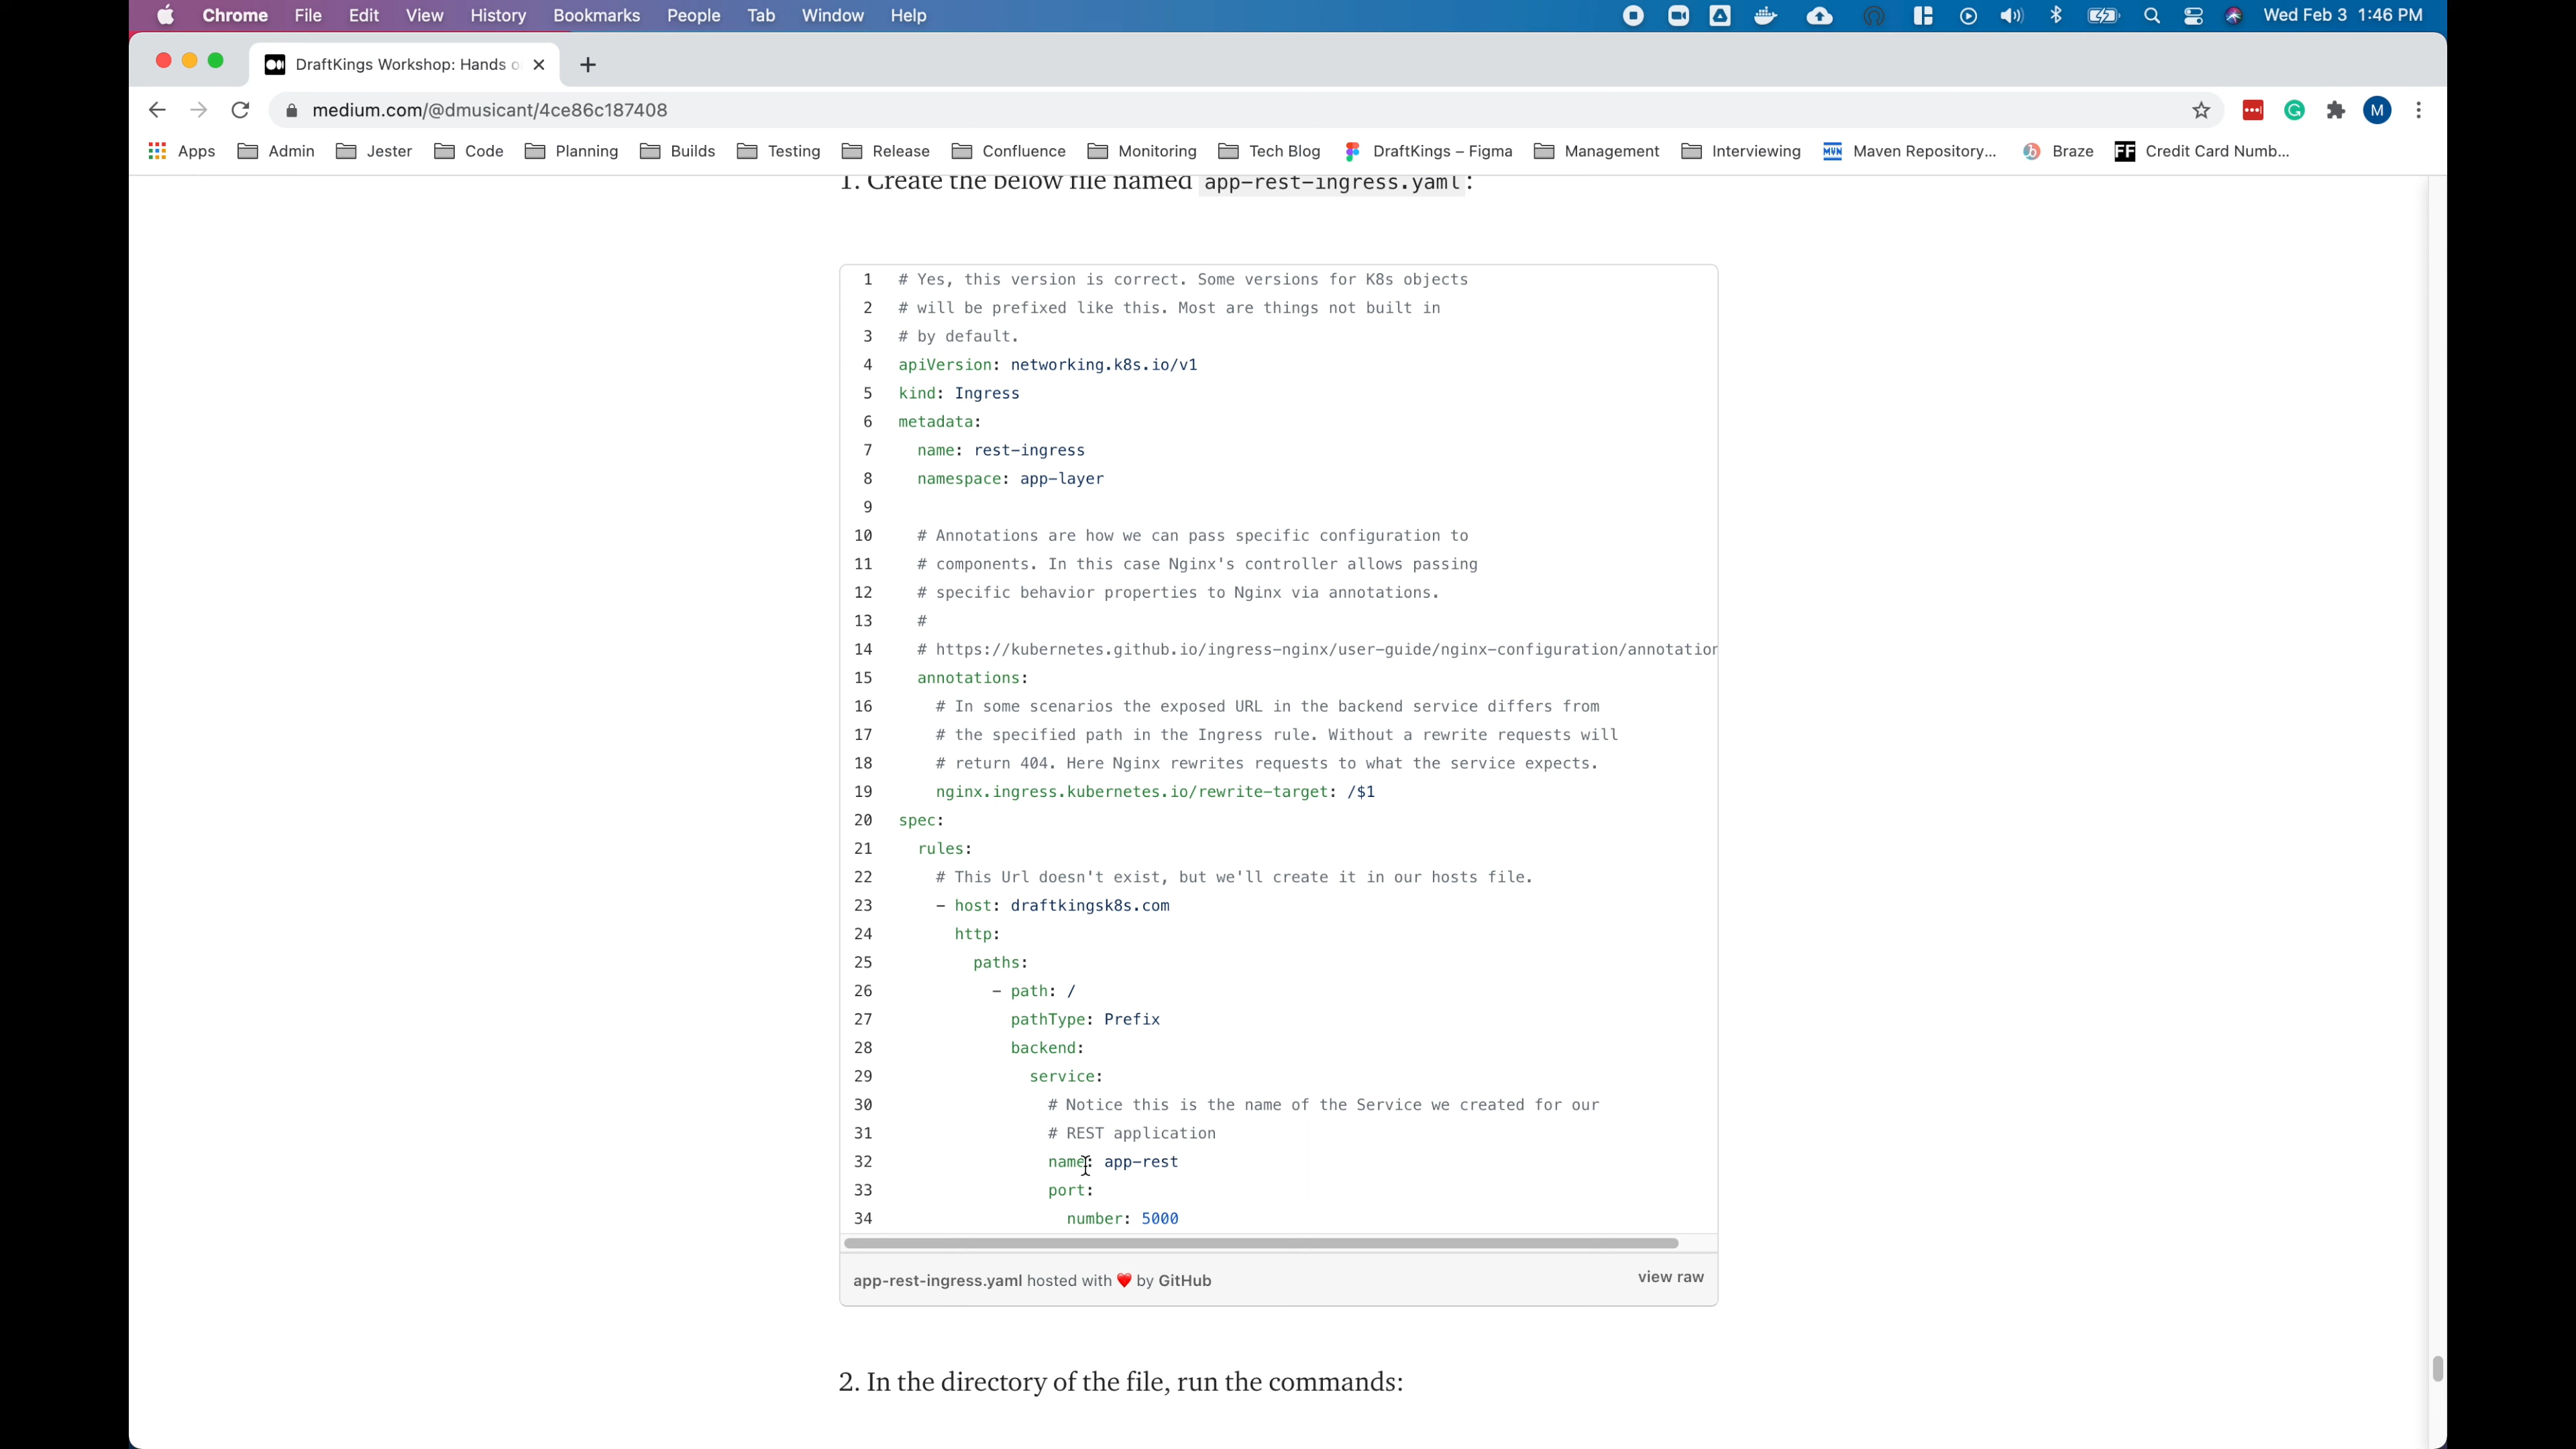 Chrome File Edit View History Bookmarks People Tab Window Help Wed Feb 3 1:46 PM
DraftKings Workshop: Hands o
medium.com/@dmusicant/4ce86c187408 M
Apps Admin Jester Code Planning Builds Testing Release Confluence Monitoring Tech Blog DraftKings – Figma Management Interviewing MVN Maven Repository... b Braze FF Credit Card Numb...
1. Create the below file named app-rest-ingress.yaml:
1 # Yes, this version is correct. Some versions for K8s objects
2 # will be prefixed like this. Most are things not built in
3 # by default.
4 apiVersion: networking.k8s.io/v1
5 kind: Ingress
6 metadata:
7 name: rest-ingress
8 namespace: app-layer
9
10 # Annotations are how we can pass specific configuration to
11 # components. In this case Nginx's controller allows passing
12 # specific behavior properties to Nginx via annotations.
13 #
14 # https://kubernetes.github.io/ingress-nginx/user-guide/nginx-configuration/annotation
15 annotations:
16 # In some scenarios the exposed URL in the backend service differs from
17 # the specified path in the Ingress rule. Without a rewrite requests will
18 # return 404. Here Nginx rewrites requests to what the service expects.
19 nginx.ingress.kubernetes.io/rewrite-target: /$1
20 spec:
21 rules:
22 # This Url doesn't exist, but we'll create it in our hosts file.
23 - host: draftkingsk8s.com
24 http:
25 paths:
26 - path: /
27 pathType: Prefix
28 backend:
29 service:
30 # Notice this is the name of the Service we created for our
31 # REST application
32 name: app-rest
33 port:
34 number: 5000
app-rest-ingress.yaml hosted with ❤ by GitHub view raw
2. In the directory of the file, run the commands: